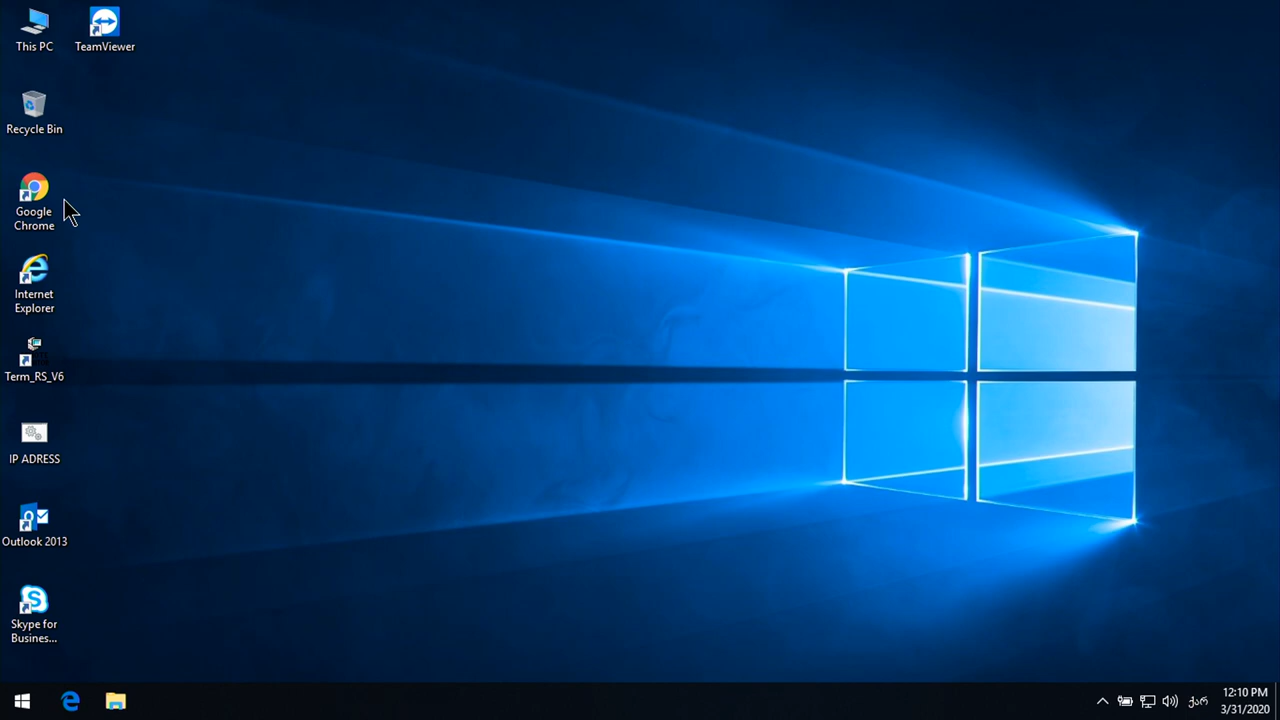 This PC
TeamViewer
Recycle Bin
Google
Chrome
Internet
Explorer
Term_RS_V6
IP ADRESS
Outlook 2013
Skype for
Busines...
ქარ
12:10 PM
3/31/2020